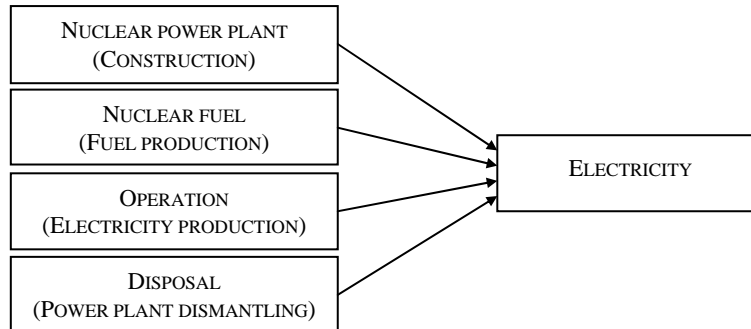 NUCLEAR POWER PLANT
(CONSTRUCTION)
NUCLEAR FUEL
(FUEL PRODUCTION)
OPERATION
(ELECTRICITY PRODUCTION)
DISPOSAL
(POWER PLANT DISMANTLING)
ELECTRICITY